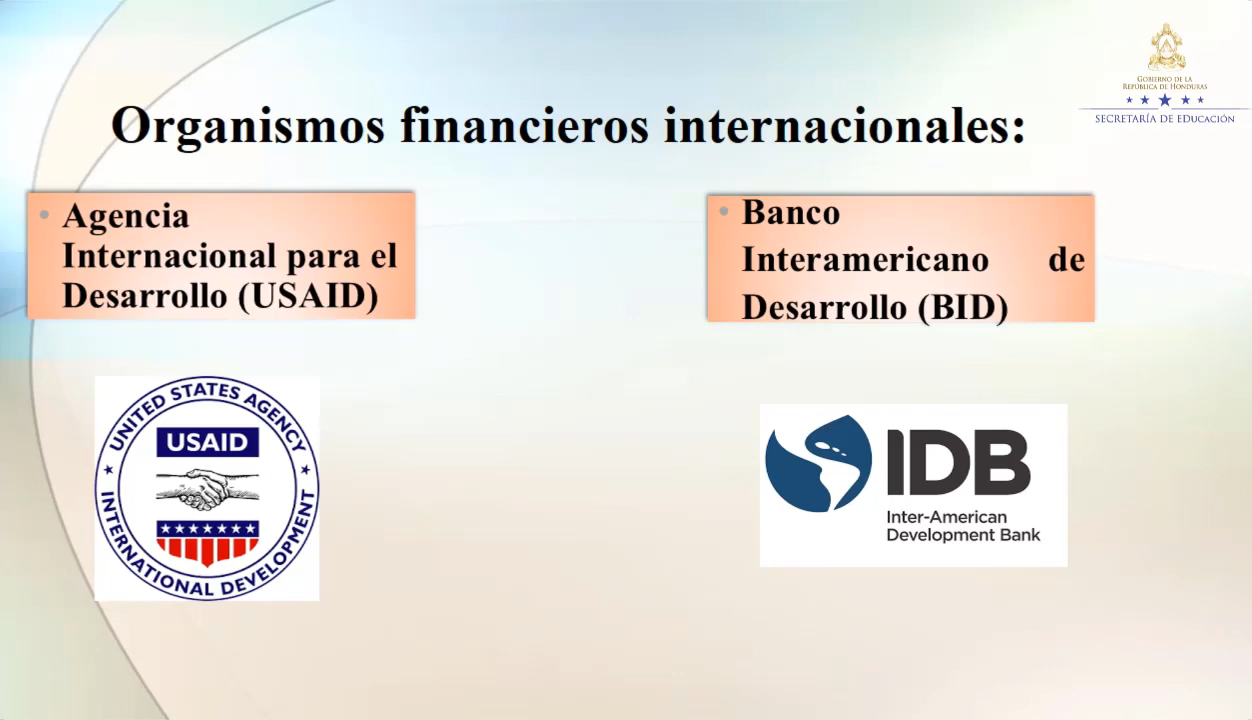 GOBIERNO DE LA
REPÚBLICA DE HONDURAS
SECRETARÍA DE EDUCACIÓN
Organismos financieros internacionales:
• Agencia
Internacional para el
Desarrollo (USAID)
• Banco
Interamericano de
Desarrollo (BID)
UNITED STATES AGENCY
USAID
INTERNATIONAL DEVELOPMENT
IDB
Inter-American
Development Bank